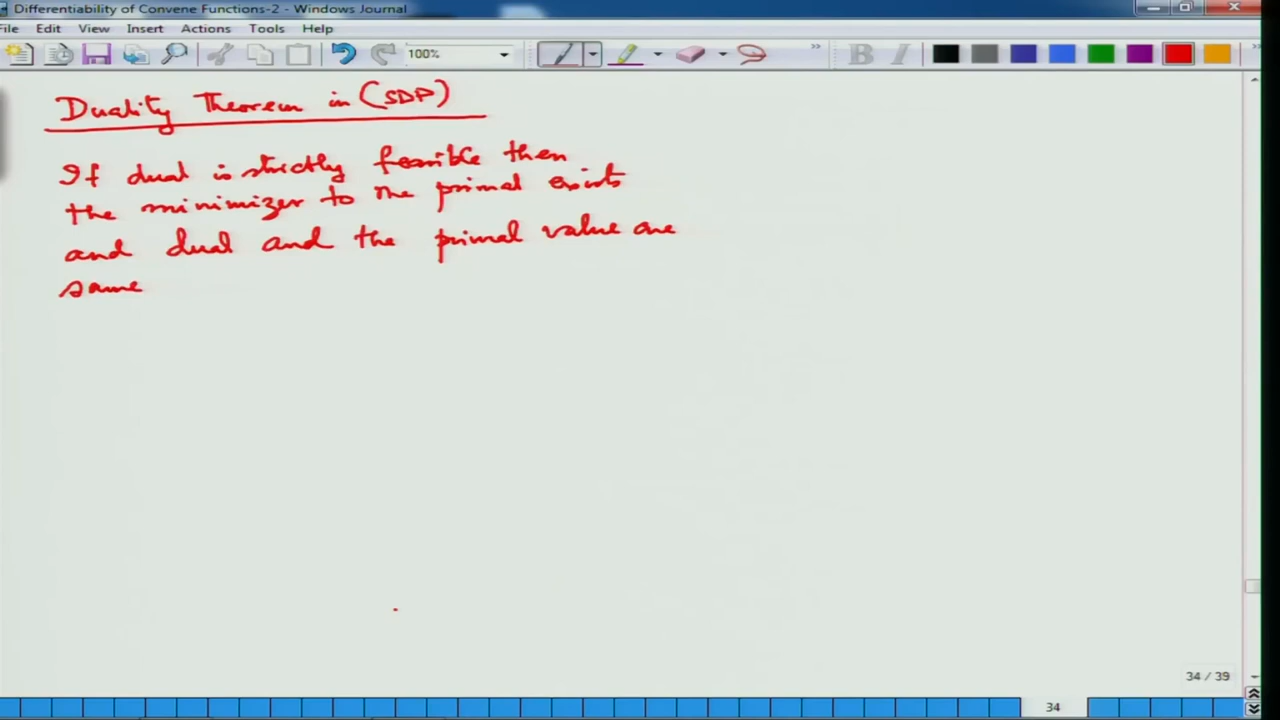 Differentiability of Convene Functions-2 - Windows Journal
File Edit View Insert Actions Tools Help
100%
Duality Theorem in (SDP)
If dual is strictly feasible then
the minimizer to the primal exists
and dual and the primal value are
same
34 / 39
34